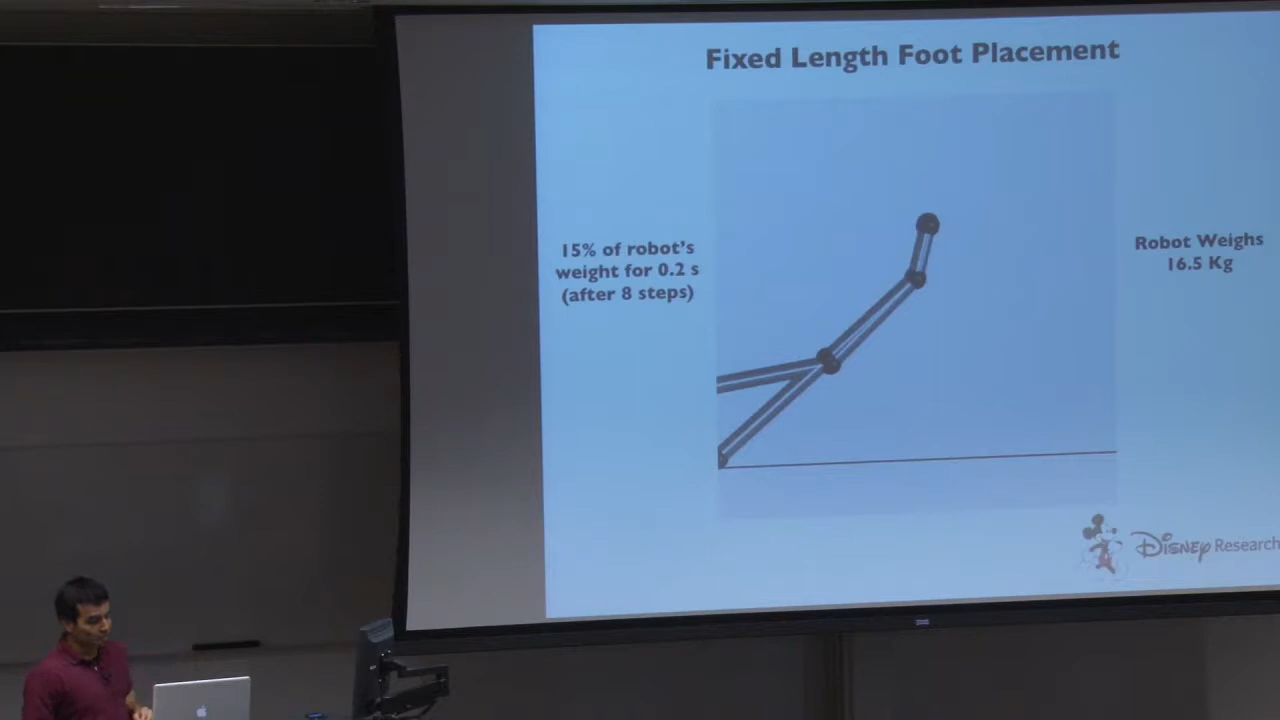 Fixed Length Foot Placement
15% of robot's
weight for 0.2 s
(after 8 steps)
Robot Weighs
16.5 Kg
Disney Research